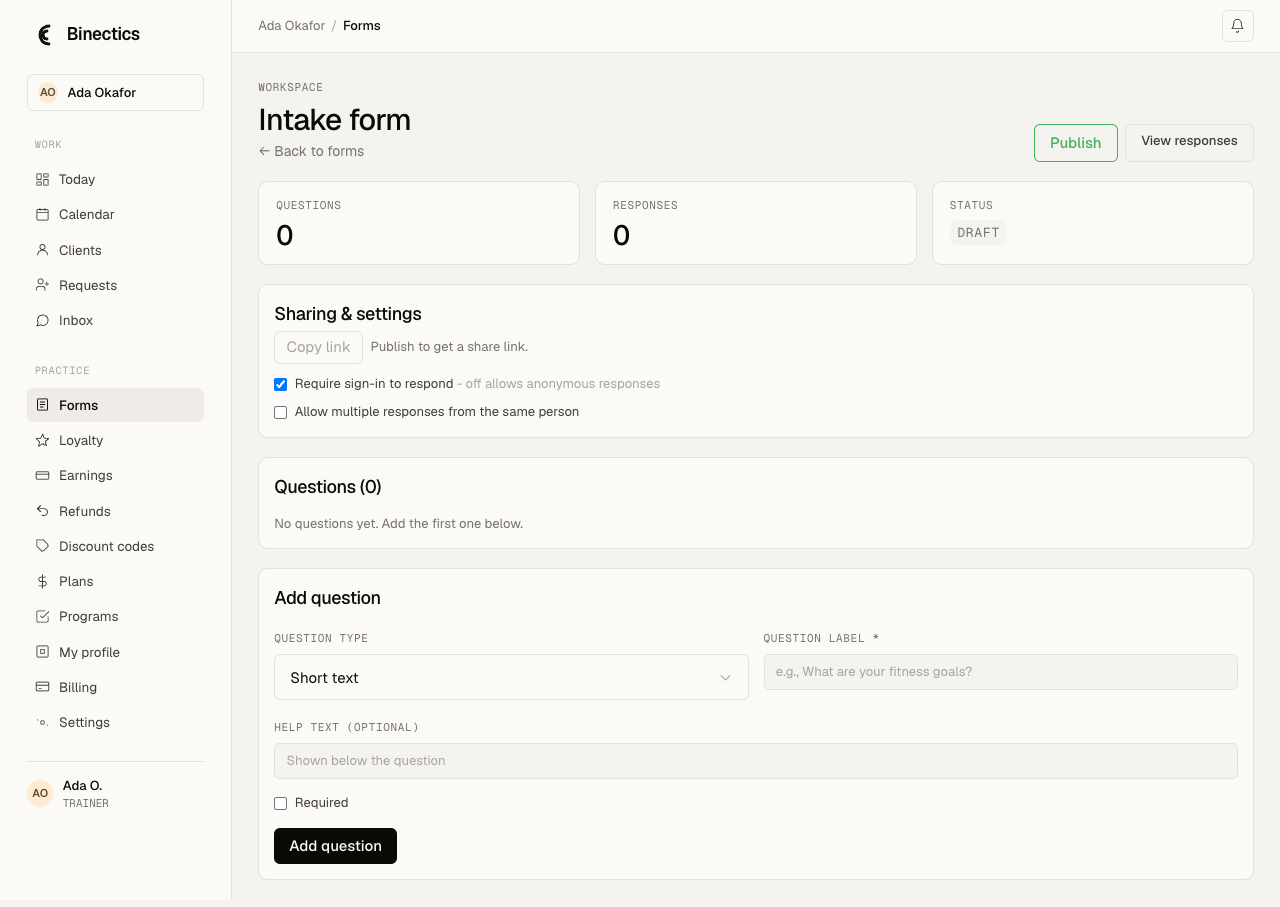 Binectics
AO Ada Okafor
WORK
Today
Calendar
Clients
Requests
Inbox
PRACTICE
Forms
Loyalty
Earnings
Refunds
Discount codes
Plans
Programs
My profile
Billing
Settings
AO Ada O.
TRAINER
Ada Okafor / Forms
WORKSPACE
Intake form
← Back to forms
Publish View responses
QUESTIONS
0
RESPONSES
0
STATUS
DRAFT
Sharing & settings
Copy link Publish to get a share link.
Require sign-in to respond - off allows anonymous responses
Allow multiple responses from the same person
Questions (0)
No questions yet. Add the first one below.
Add question
QUESTION TYPE
Short text
QUESTION LABEL *
e.g., What are your fitness goals?
HELP TEXT (OPTIONAL)
Shown below the question
Required
Add question